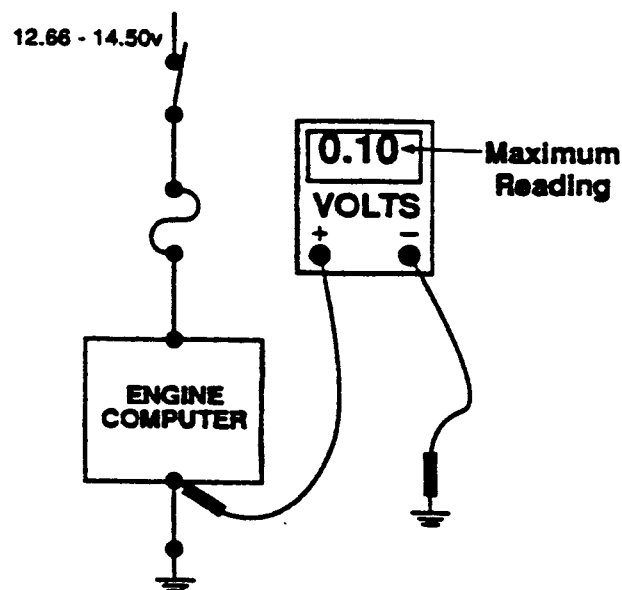 12.66 - 14.50v
0.10
Maximum
Reading
VOLTS
+ −
ENGINE
COMPUTER